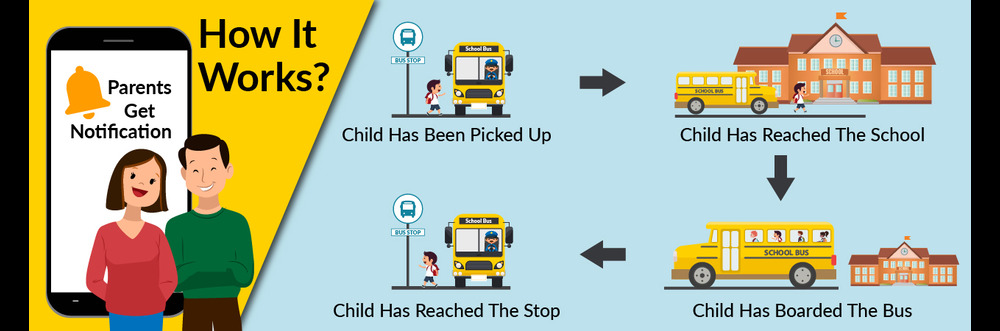 How It
Works?
Parents
Get
Notification
BUS STOP
School Bus
Child Has Been Picked Up
SCHOOL
SCHOOL BUS
Child Has Reached The School
SCHOOL BUS
Child Has Boarded The Bus
BUS STOP
School Bus
Child Has Reached The Stop